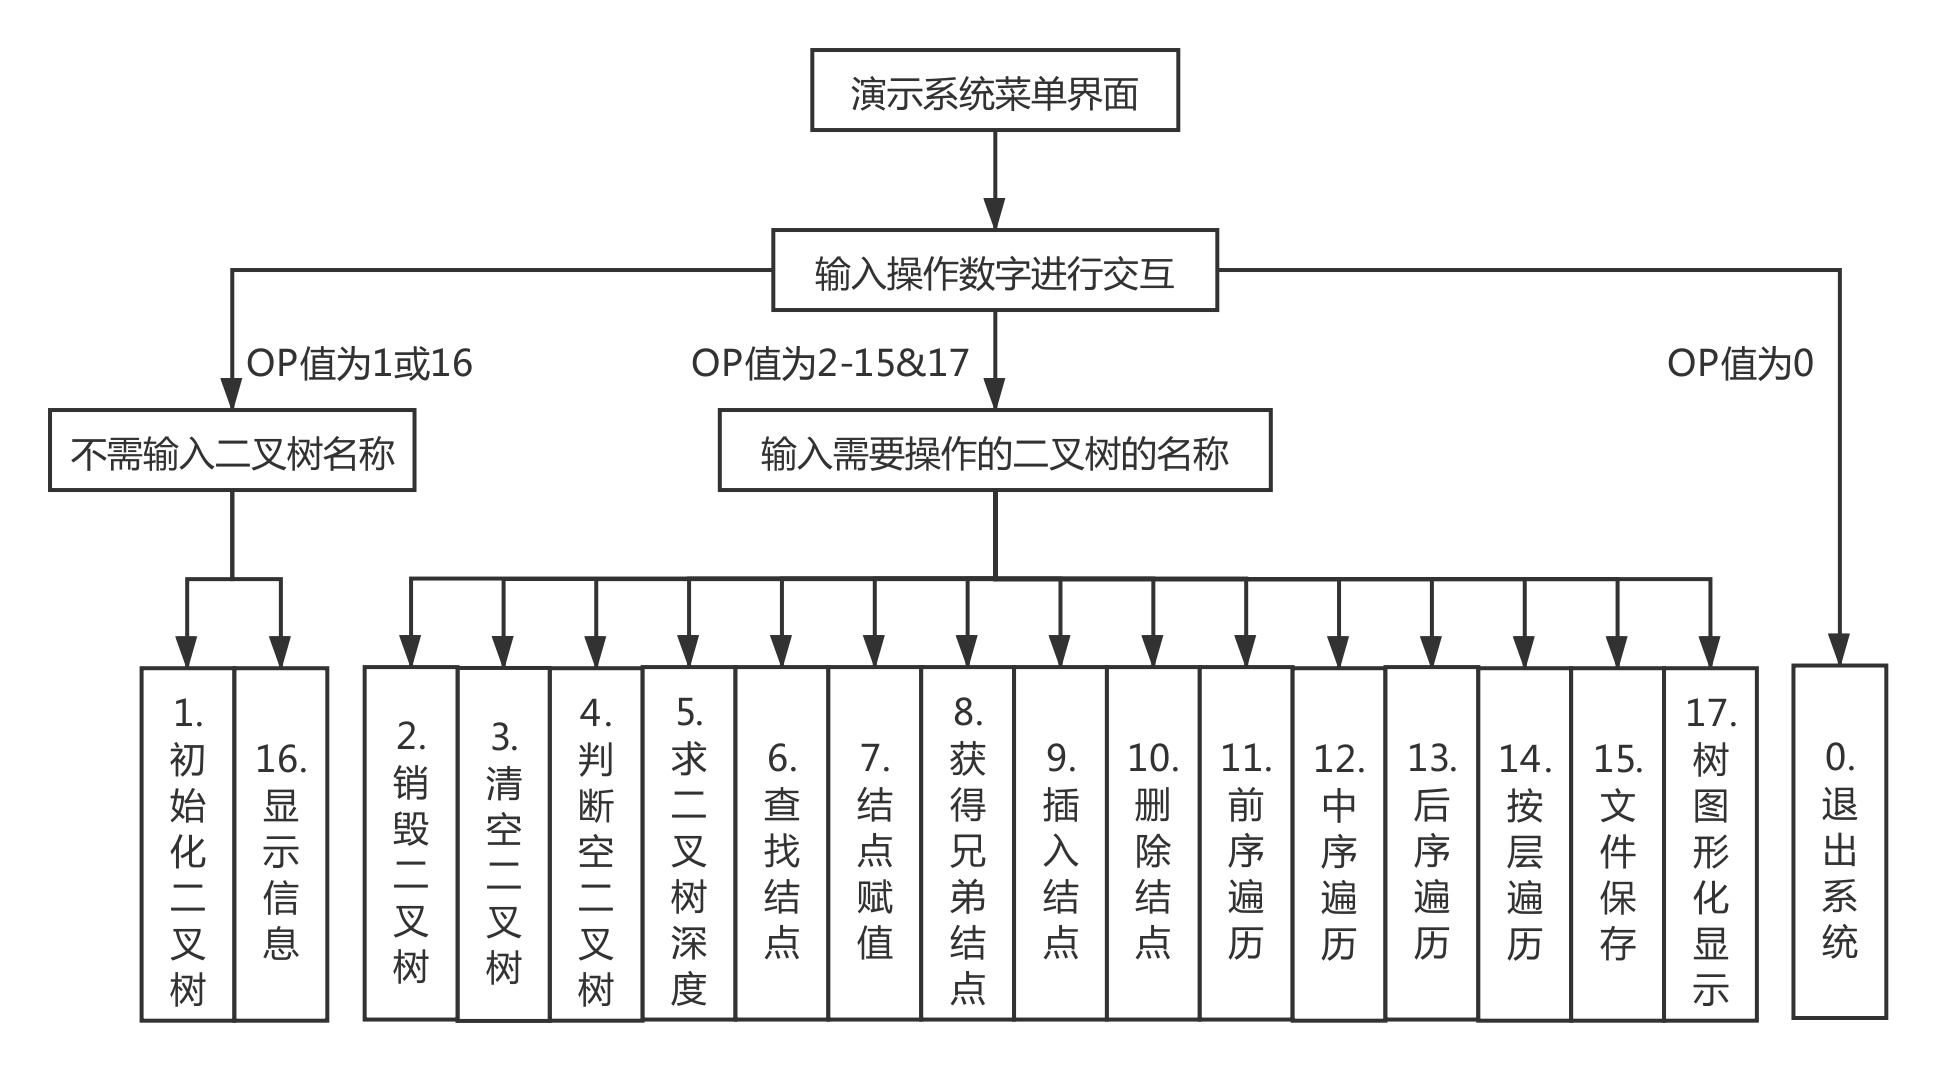 演示系统菜单界面
输入操作数字进行交互
OP值为1或16
OP值为2-15&17
OP值为0
不需输入二叉树名称
输入需要操作的二叉树的名称
1.初始化二叉树
16.显示信息
2.销毁二叉树
3.清空二叉树
4.判断空二叉树
5.求二叉树深度
6.查找结点
7.结点赋值
8.获得兄弟结点
9.插入结点
10.删除结点
11.前序遍历
12.中序遍历
13.后序遍历
14.按层遍历
15.文件保存
17.树图形化显示
0.退出系统